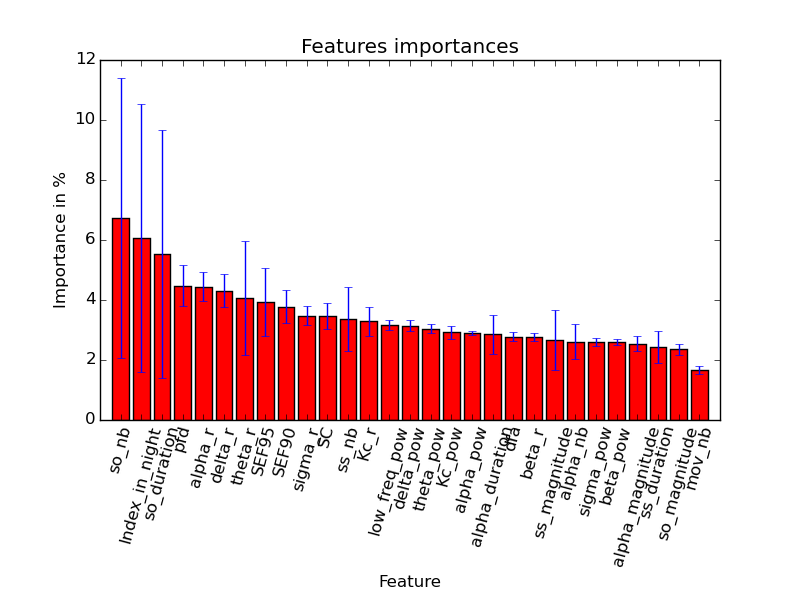 Features importances
12
10
8
6
4
2
0
Importance in %
so_nb
Index_in_night
so_duration
pfd
alpha_r
delta_r
theta_r
SEF95
SEF90
sigma_r
SC
ss_nb
Kc_r
low_freq_pow
delta_pow
theta_pow
Kc_pow
alpha_pow
alpha_duration
dfa
beta_r
ss_magnitude
alpha_nb
sigma_pow
beta_pow
alpha_magnitude
ss_duration
so_magnitude
mov_nb
Feature